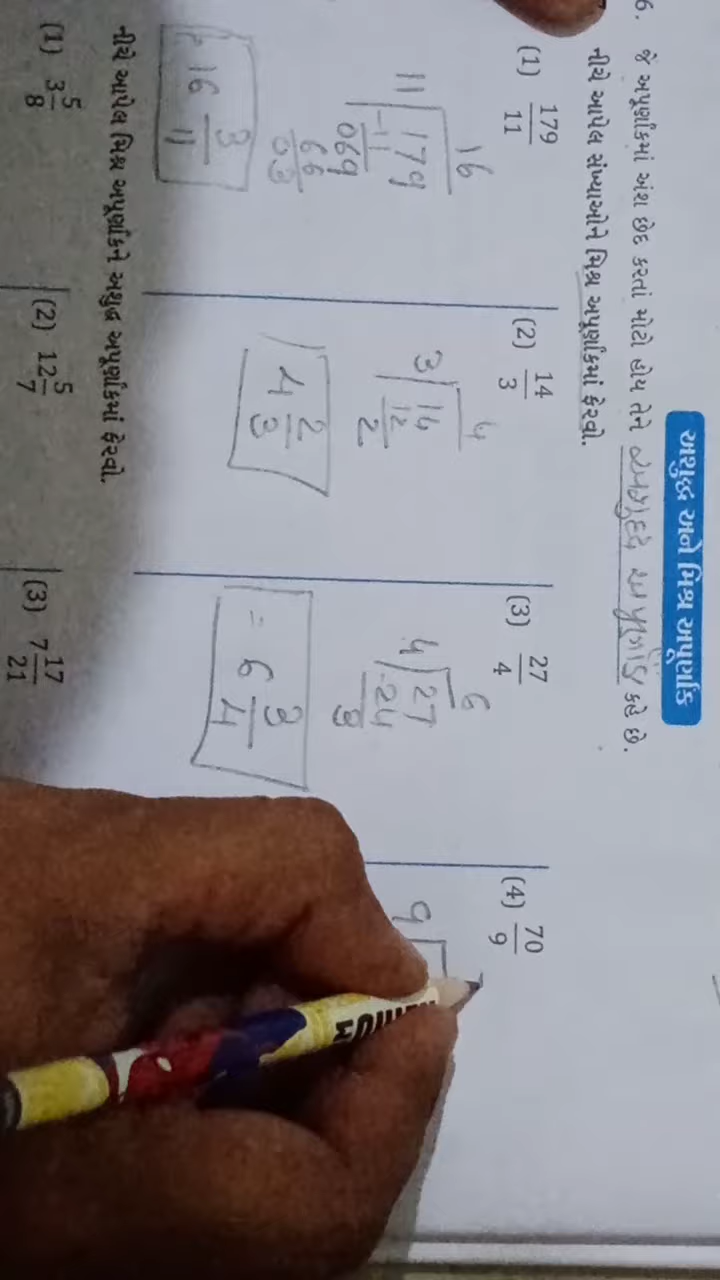 અશુદ્ધ અને મિશ્ર અપૂર્ણાંક
6. જે અપૂર્ણાંકમાં અંશ છેદ કરતાં મોટો હોય તેને અશુદ્ધ અપૂર્ણાંક કહે છે.
નીચે આપેલ સંખ્યાઓને મિશ્ર અપૂર્ણાંકમાં ફેરવો.
(1) 179/11 (2) 14/3 (3) 27/4 (4) 70/9
16 4 6
11 179 3 14 4 27 9
-11 12 -24
069 2 3
66
03
= 16 3/11 4 2/3 = 6 3/4
નીચે આપેલ મિશ્ર અપૂર્ણાંકને અશુદ્ધ અપૂર્ણાંકમાં ફેરવો.
(1) 3 5/8 (2) 12 5/7 (3) 7 17/21